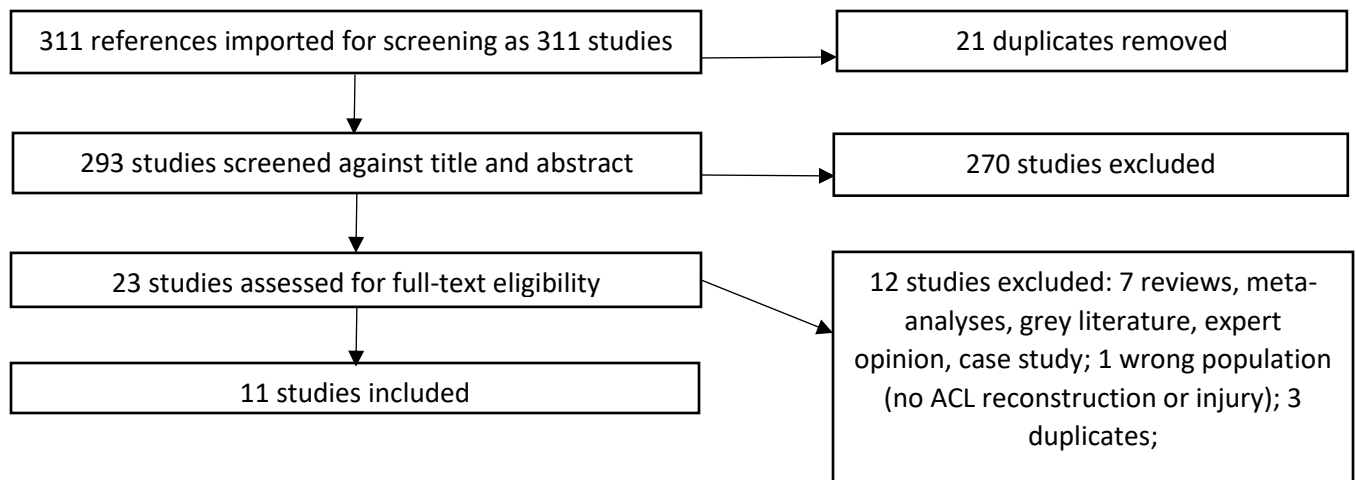 311 references imported for screening as 311 studies
21 duplicates removed
293 studies screened against title and abstract
270 studies excluded
23 studies assessed for full-text eligibility
12 studies excluded: 7 reviews, meta-
analyses, grey literature, expert
opinion, case study; 1 wrong population
(no ACL reconstruction or injury); 3
duplicates;
11 studies included